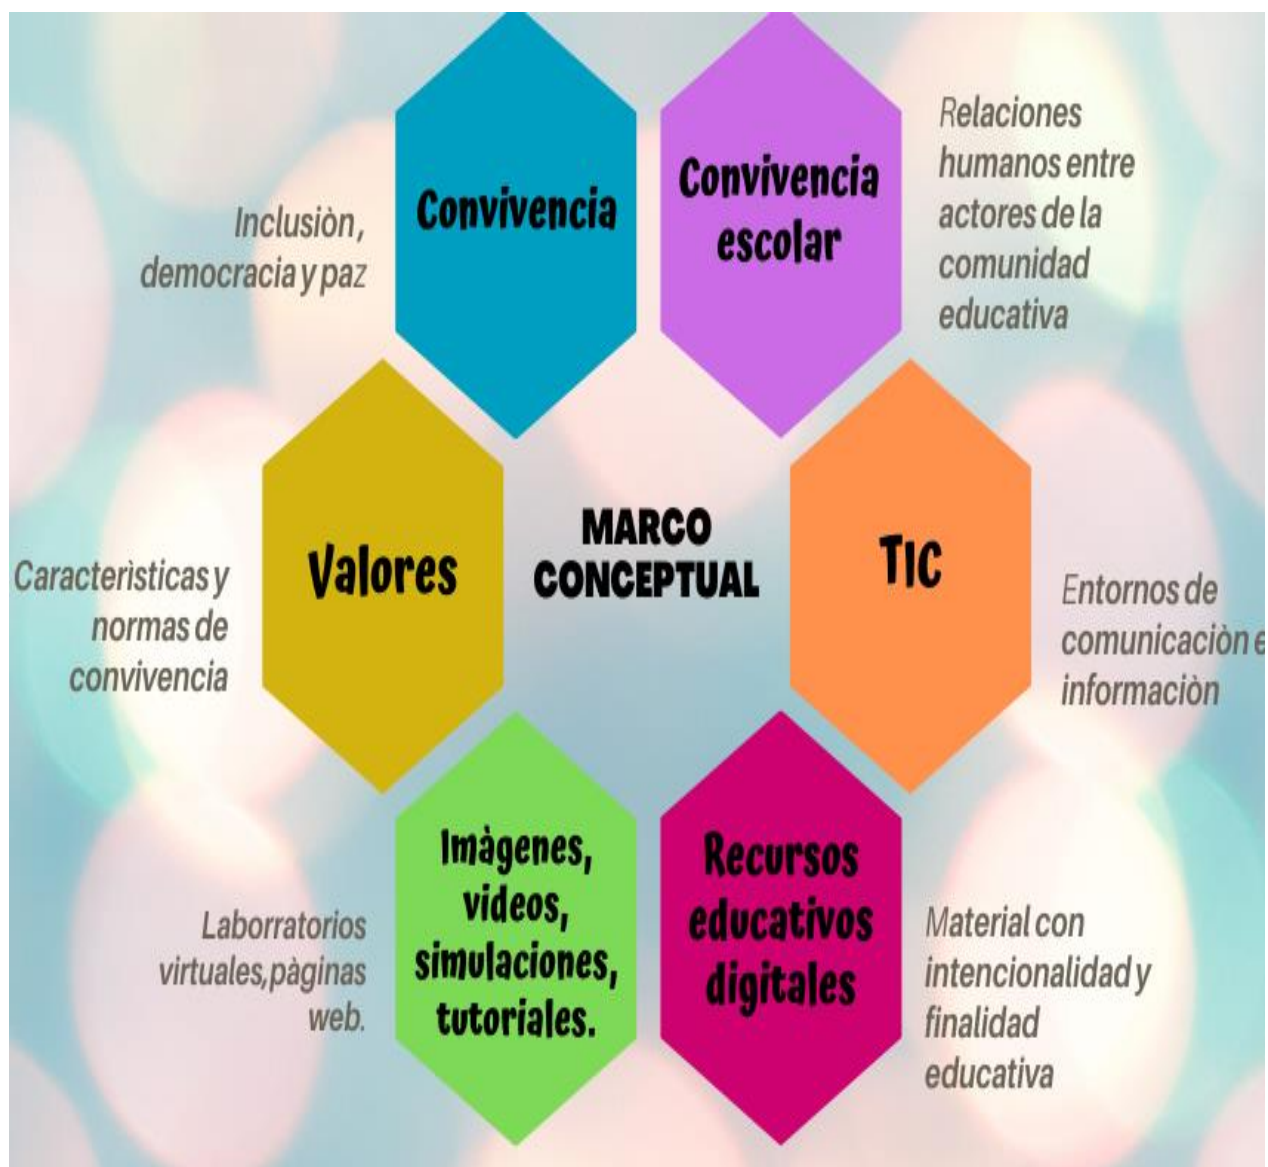 Convivencia
Inclusiòn,
democracia y paz
Convivencia
escolar
Relaciones
humanos entre
actores de la
comunidad
educativa
Valores
Caracterìsticas y
normas de
convivencia
MARCO
CONCEPTUAL
TIC
Entornos de
comunicaciòn e
informaciòn
Imàgenes,
videos,
simulaciones,
tutoriales.
Laborratorios
virtuales,pàginas
web.
Recursos
educativos
digitales
Material con
intencionalidad y
finalidad
educativa